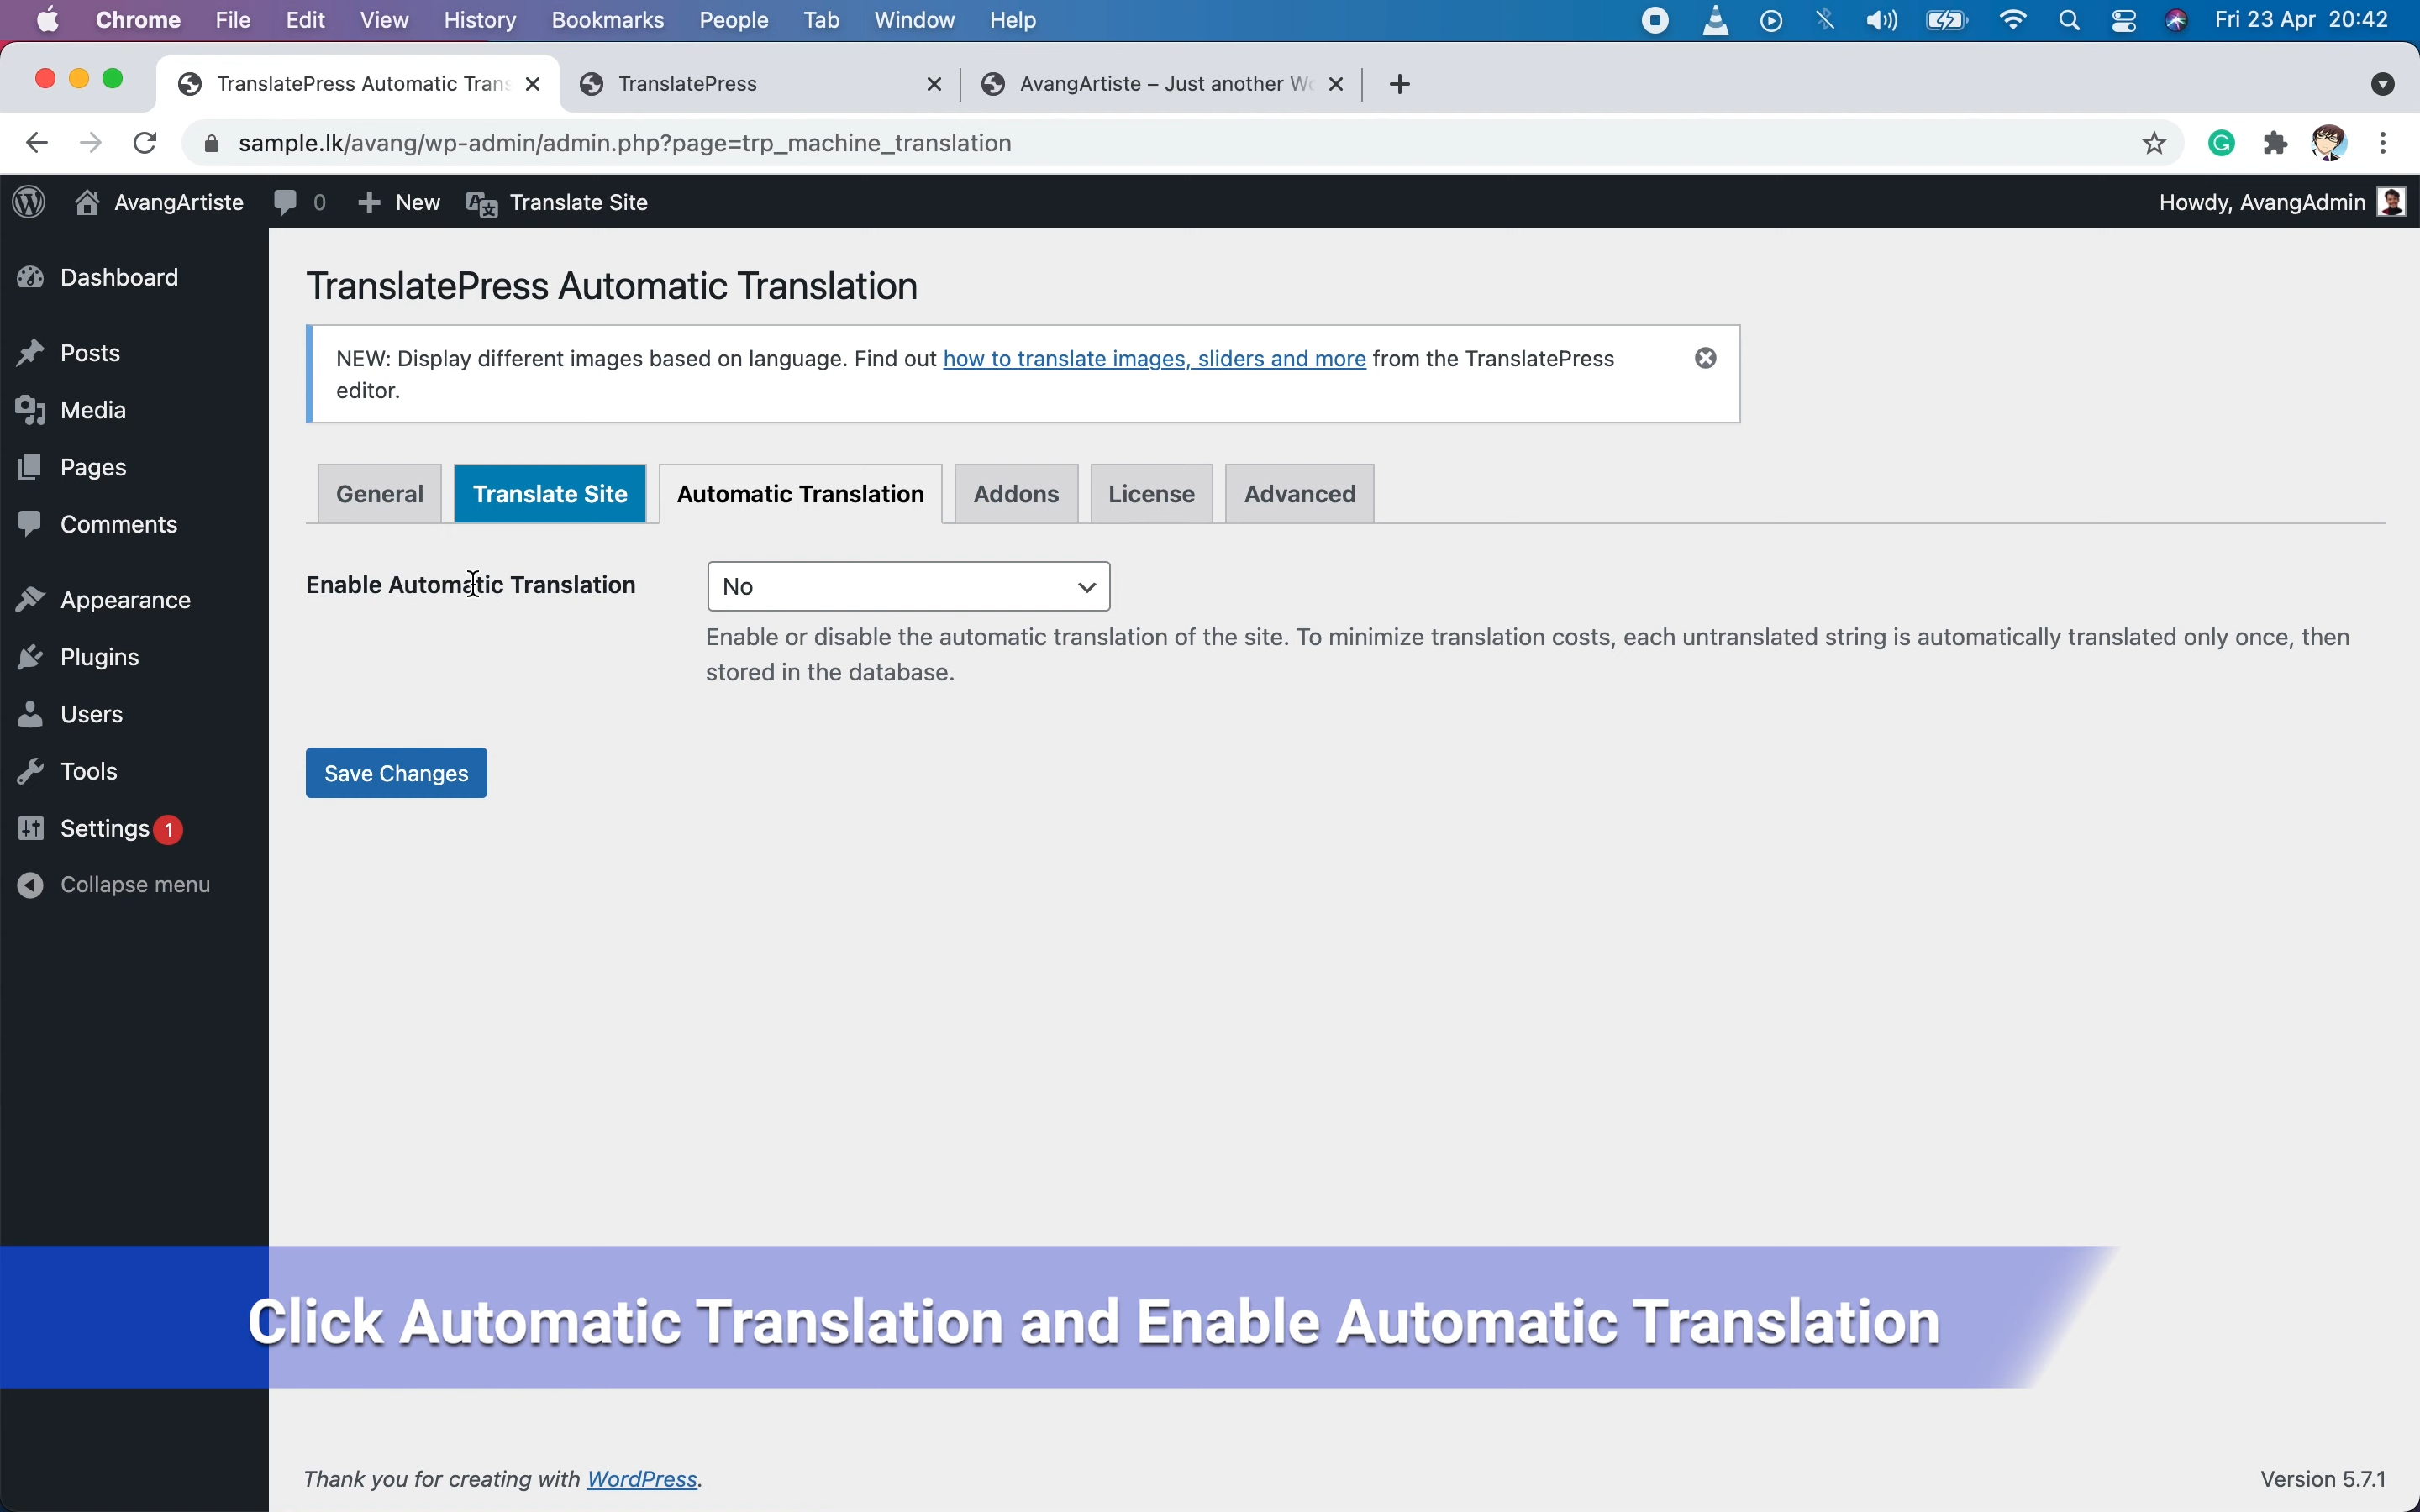 Chrome File Edit View History Bookmarks People Tab Window Help Fri 23 Apr 20:42
TranslatePress Automatic Trans TranslatePress AvangArtiste – Just another Wo
sample.lk/avang/wp-admin/admin.php?page=trp_machine_translation
AvangArtiste 0 New Translate Site Howdy, AvangAdmin
Dashboard
Posts
Media
Pages
Comments
Appearance
Plugins
Users
Tools
Settings 1
Collapse menu
TranslatePress Automatic Translation
NEW: Display different images based on language. Find out how to translate images, sliders and more from the TranslatePress
editor.
General Translate Site Automatic Translation Addons License Advanced
Enable Automatic Translation No
Enable or disable the automatic translation of the site. To minimize translation costs, each untranslated string is automatically translated only once, then
stored in the database.
Save Changes
Click Automatic Translation and Enable Automatic Translation
Thank you for creating with WordPress. Version 5.7.1